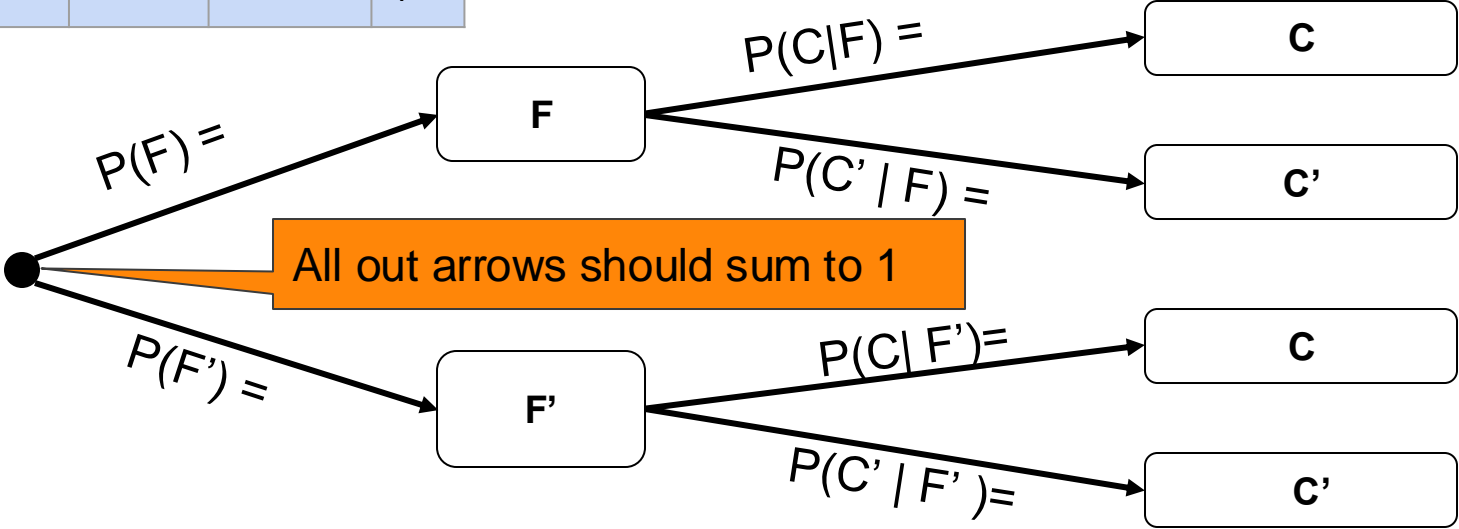 P(C|F) =
C
F
P(F) =
P(C’ | F) =
C’
All out arrows should sum to 1
P(C| F’)=
C
P(F’) =
F’
P(C’ | F’ )=
C’